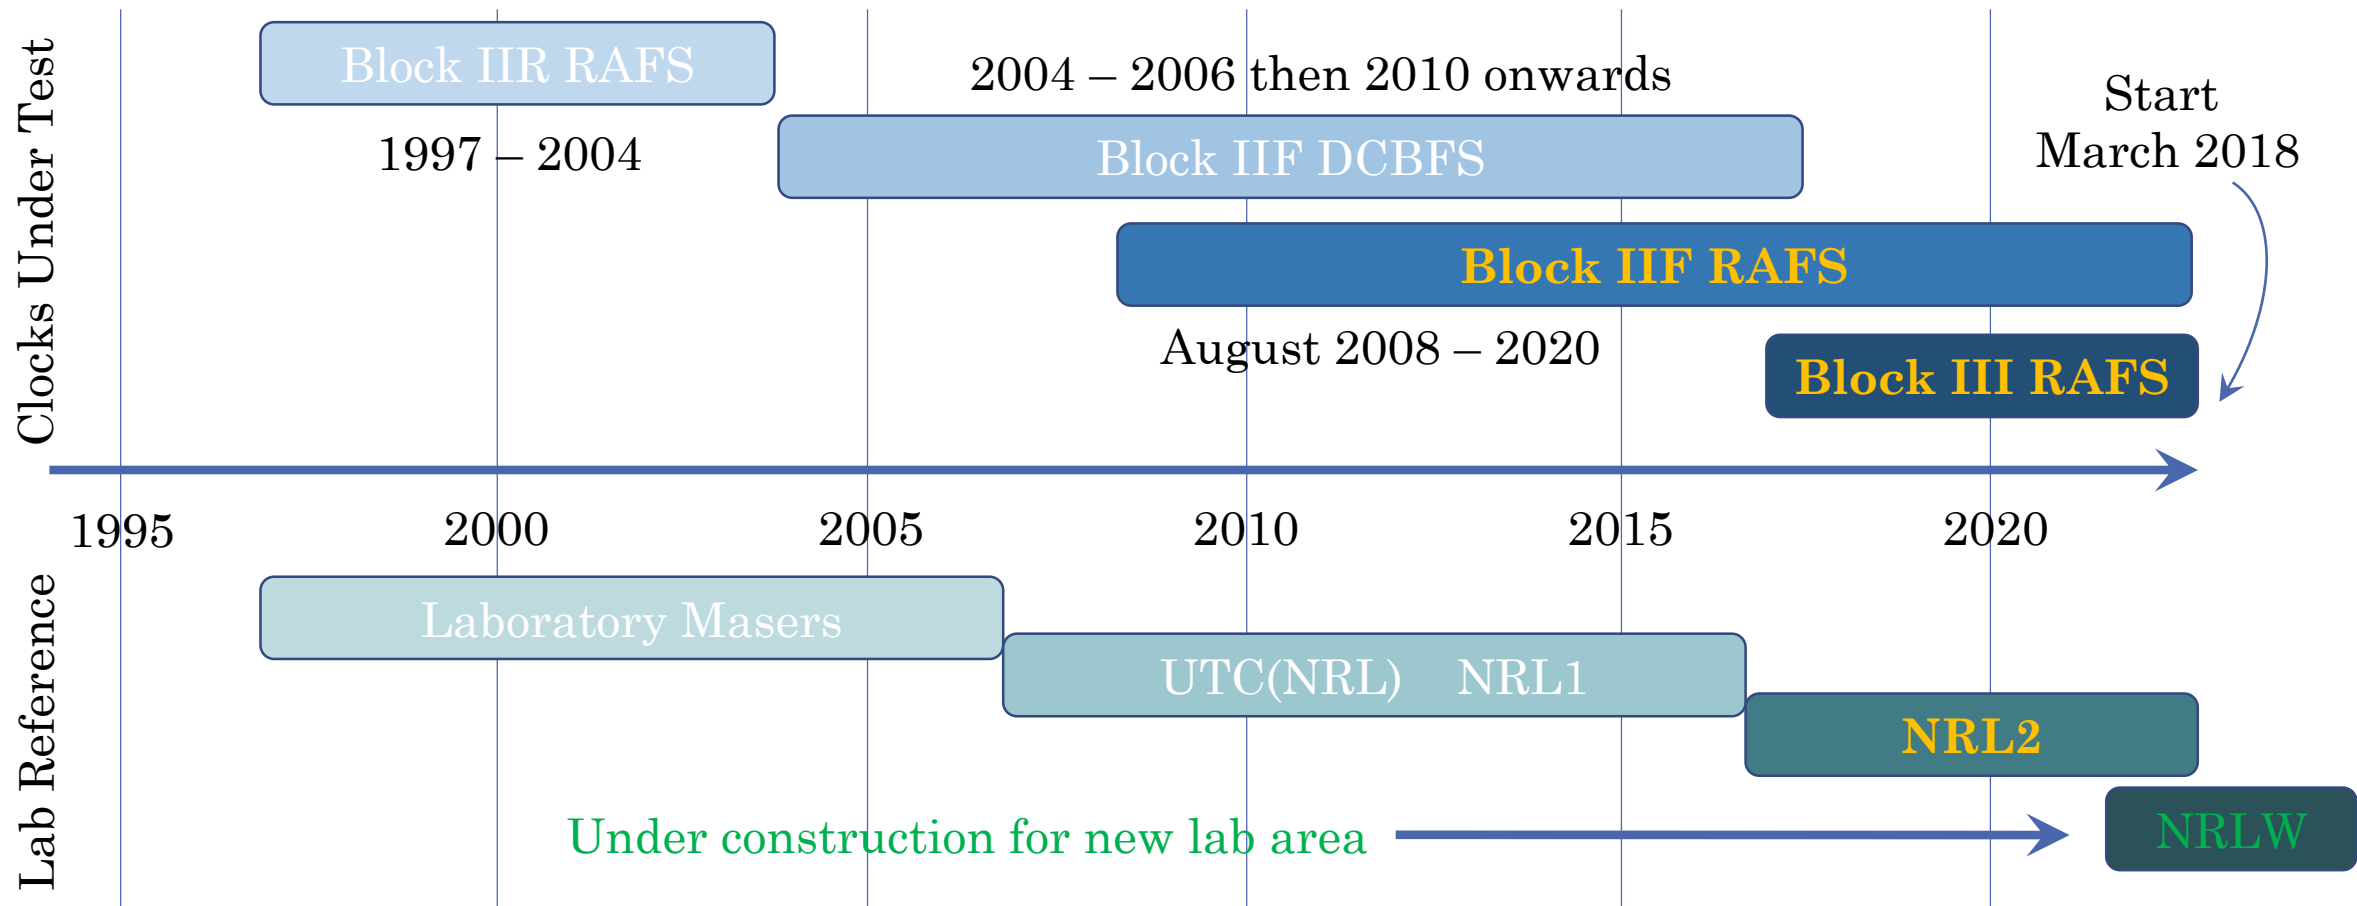 Clocks Under Test
Block IIR RAFS
1997 – 2004
2004 – 2006 then 2010 onwards
Block IIF DCBFS
Start
March 2018
Block IIF RAFS
August 2008 – 2020
Block III RAFS
1995 2000 2005 2010 2015 2020
Lab Reference
Laboratory Masers
UTC(NRL) NRL1
NRL2
Under construction for new lab area
NRLW